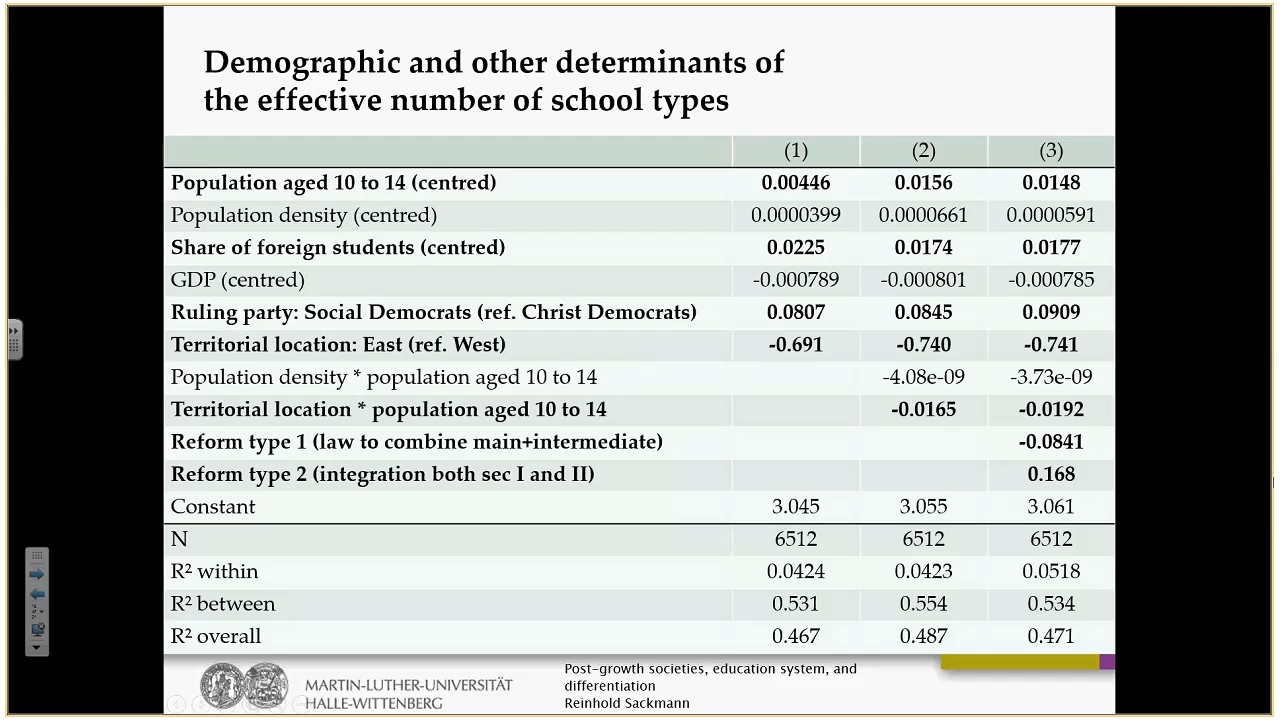 Demographic and other determinants of
the effective number of school types
(1) (2) (3)
Population aged 10 to 14 (centred) 0.00446 0.0156 0.0148
Population density (centred) 0.0000399 0.0000661 0.0000591
Share of foreign students (centred) 0.0225 0.0174 0.0177
GDP (centred) -0.000789 -0.000801 -0.000785
Ruling party: Social Democrats (ref. Christ Democrats) 0.0807 0.0845 0.0909
Territorial location: East (ref. West) -0.691 -0.740 -0.741
Population density * population aged 10 to 14 -4.08e-09 -3.73e-09
Territorial location * population aged 10 to 14 -0.0165 -0.0192
Reform type 1 (law to combine main+intermediate) -0.0841
Reform type 2 (integration both sec I and II) 0.168
Constant 3.045 3.055 3.061
N 6512 6512 6512
R² within 0.0424 0.0423 0.0518
R² between 0.531 0.554 0.534
R² overall 0.467 0.487 0.471
MARTIN-LUTHER-UNIVERSITÄT
HALLE-WITTENBERG
Post-growth societies, education system, and
differentiation
Reinhold Sackmann